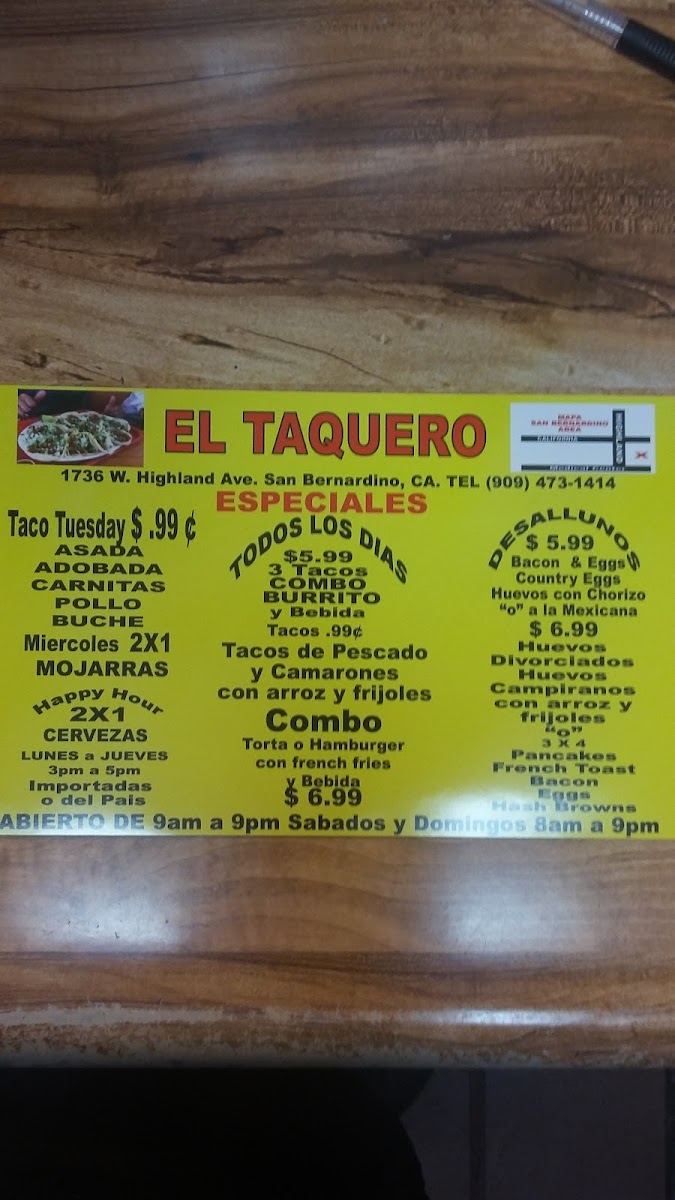 EL TAQUERO
MAPA
SAN BERNARDINO
AREA
CALIFORNIA
HIGHLAND
X
Medical Center
1736 W. Highland Ave. San Bernardino, CA. TEL (909) 473-1414
ESPECIALES
Taco Tuesday $ .99 ¢
ASADA
ADOBADA
CARNITAS
POLLO
BUCHE
Miercoles 2X1
MOJARRAS
Happy Hour
2X1
CERVEZAS
LUNES a JUEVES
3pm a 5pm
Importadas
o del Pais
TODOS LOS DIAS
$5.99
3 Tacos
COMBO
BURRITO
y Bebida
Tacos .99¢
Tacos de Pescado
y Camarones
con arroz y frijoles
Combo
Torta o Hamburger
con french fries
y Bebida
$ 6.99
DESALLUNOS
$ 5.99
Bacon & Eggs
Country Eggs
Huevos con Chorizo
“o” a la Mexicana
$ 6.99
Huevos
Divorciados
Huevos
Campiranos
con arroz y
frijoles
“o”
3 X 4
Pancakes
French Toast
Bacon
Eggs
Hash Browns
ABIERTO DE 9am a 9pm Sabados y Domingos 8am a 9pm